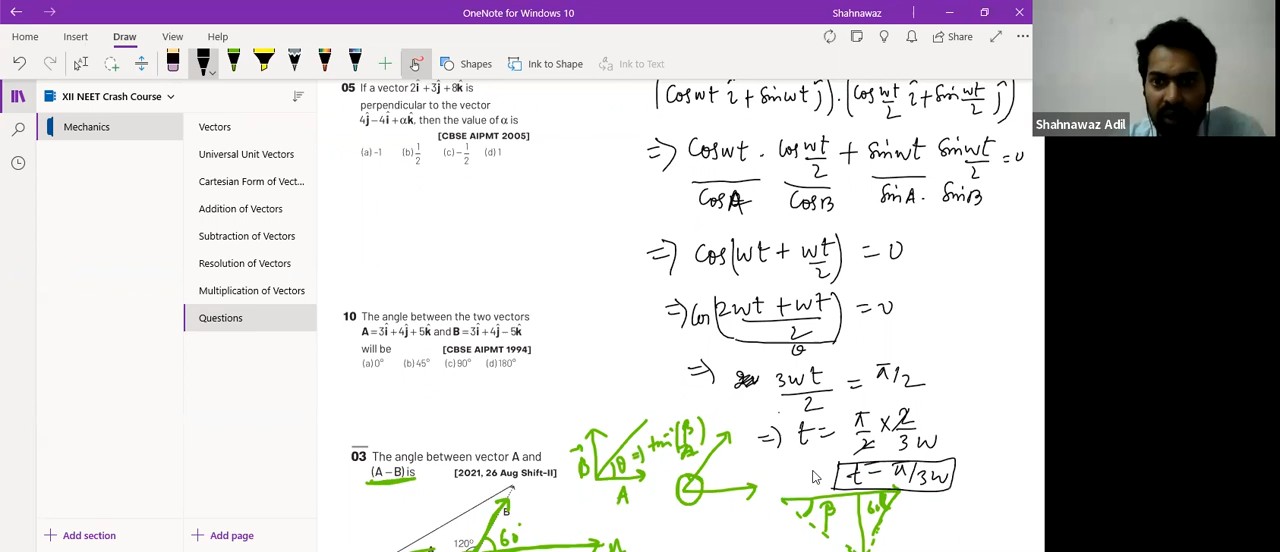 OneNote for Windows 10
Shahnawaz
Home Insert Draw View Help
Share
Shapes Ink to Shape Ink to Text
XII NEET Crash Course
Mechanics
Vectors
Universal Unit Vectors
Cartesian Form of Vect...
Addition of Vectors
Subtraction of Vectors
Resolution of Vectors
Multiplication of Vectors
Questions
Add section
Add page
Shahnawaz Adil
05 If a vector 2î+3ĵ+8k̂ is
perpendicular to the vector
4ĵ-4î+αk̂, then the value of α is
[CBSE AIPMT 2005]
(a)-1 (b) 1/2 (c) -1/2 (d) 1
10 The angle between the two vectors
A=3î+4ĵ+5k̂ and B=3î+4ĵ-5k̂
will be [CBSE AIPMT 1994]
(a) 0° (b) 45° (c) 90° (d) 180°
03 The angle between vector A and
(A-B) is [2021, 26 Aug Shift-II]
(Cosωt î + sinωt ĵ).(Cos ωt/2 î + Sin ωt/2 ĵ)
=> Cosωt . Cos ωt/2 + sinωt Sin ωt/2 = 0
CosA CosB SinA. SinB
=> Cos(ωt + ωt/2) = 0
=> Cos(2ωt + ωt / 2) = 0
θ
=> 3ωt/2 = π/2
=> t = π/2 × 2/3ω
t = π/3ω
B θ => tan⁻¹
A
B
120° 60°
β 60°